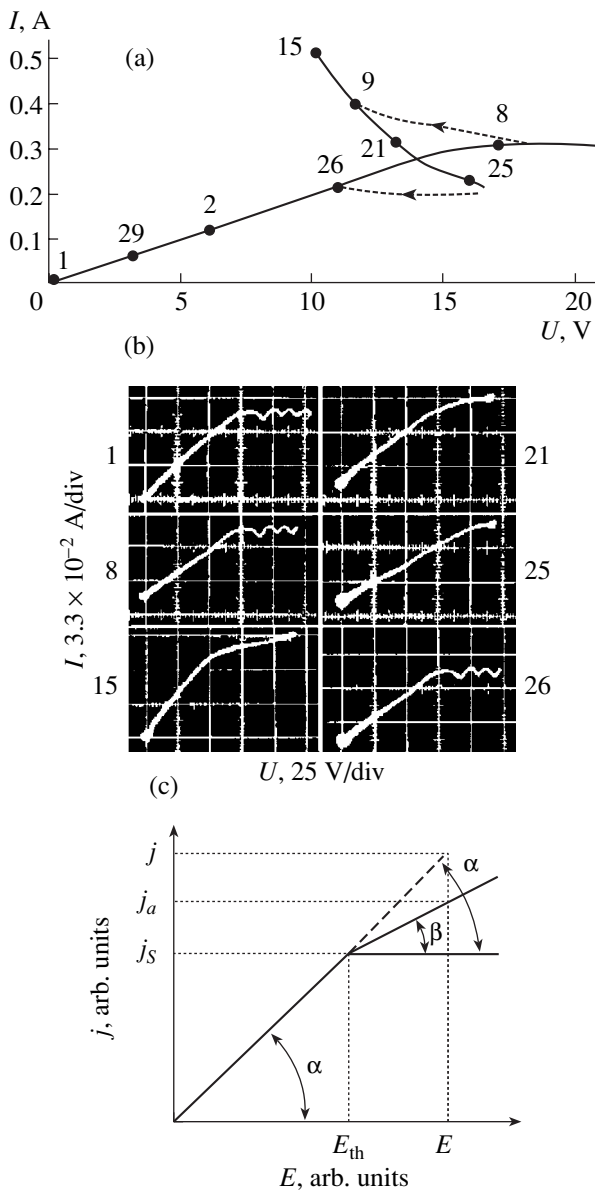 I, A
(a)
0.5
0.4
0.3
0.2
0.1
0
15
9
8
21
25
26
2
29
1
5
10
15
20
U, V
(b)
1
21
8
25
15
26
I, 3.3 × 10⁻² A/div
U, 25 V/div
(c)
j
jₐ
j_S
j, arb. units
α
β
α
E_th
E
E, arb. units